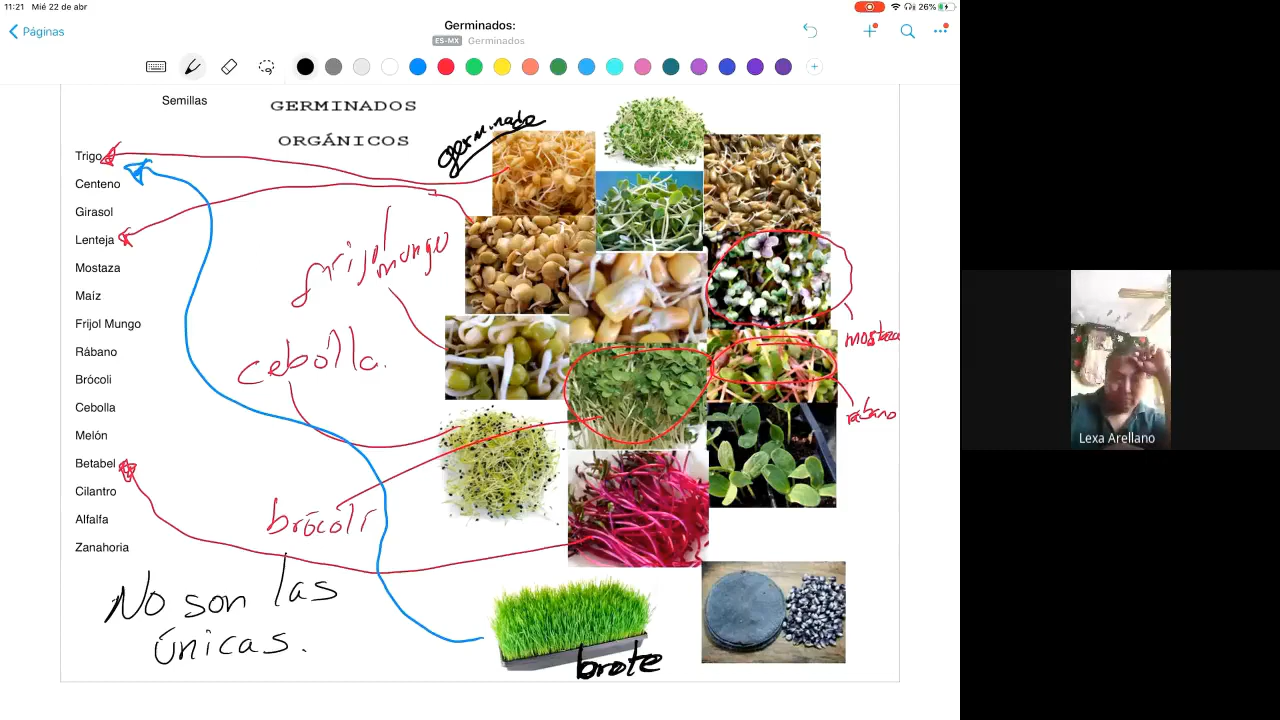 11:21 Mié 22 de abr
26%
Páginas
Germinados:
ES-MX Germinados
Semillas
GERMINADOS
ORGÁNICOS
germinado
Trigo
Centeno
Girasol
Lenteja
Mostaza
Maíz
Frijol Mungo
Rábano
Brócoli
Cebolla
Melón
Betabel
Cilantro
Alfalfa
Zanahoria
frijol
mungo
mostaza
cebolla.
rábano
brócoli
No son las
únicas.
brote
Lexa Arellano